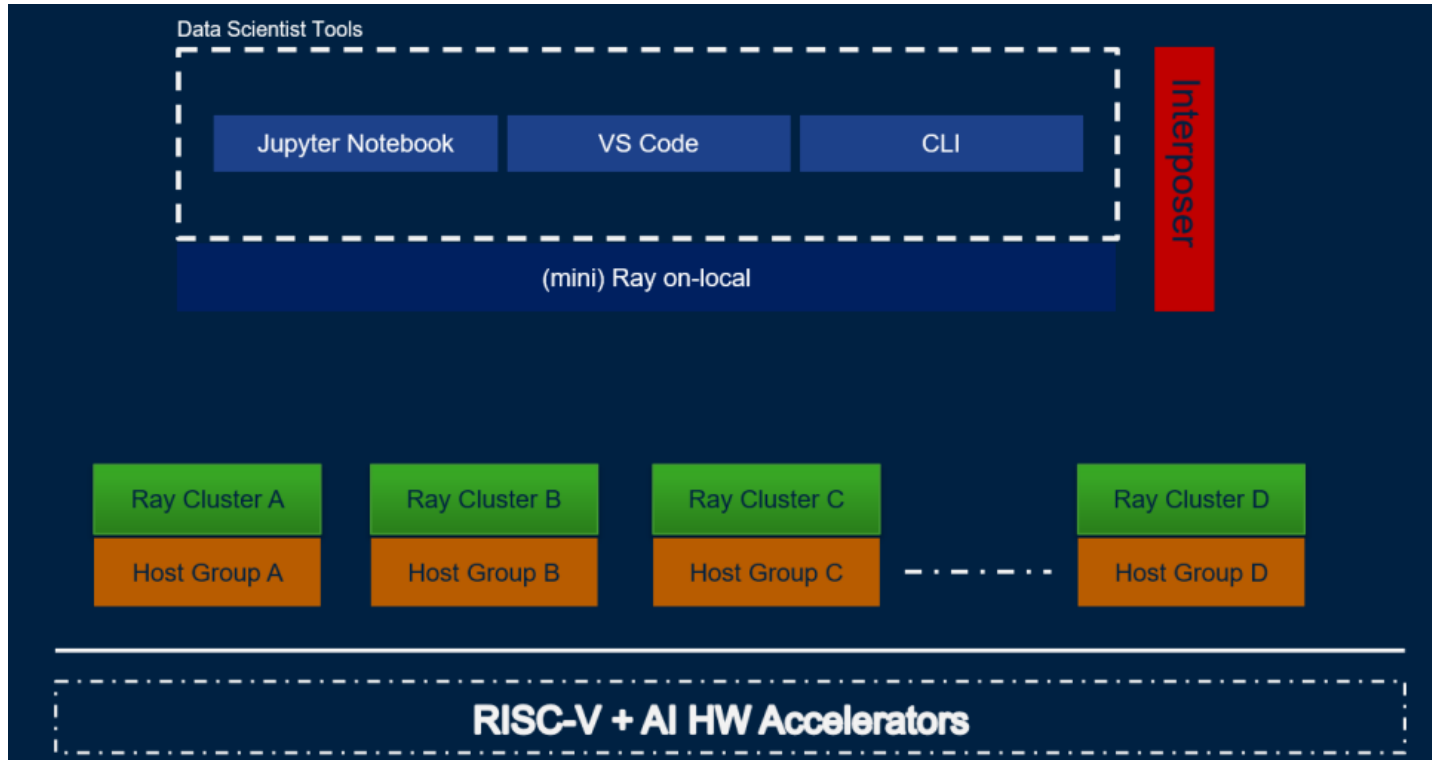 Data Scientist Tools
Jupyter Notebook
VS Code
CLI
Interposer
(mini) Ray on-local
Ray Cluster A
Ray Cluster B
Ray Cluster C
Ray Cluster D
Host Group A
Host Group B
Host Group C
Host Group D
RISC-V + AI HW Accelerators